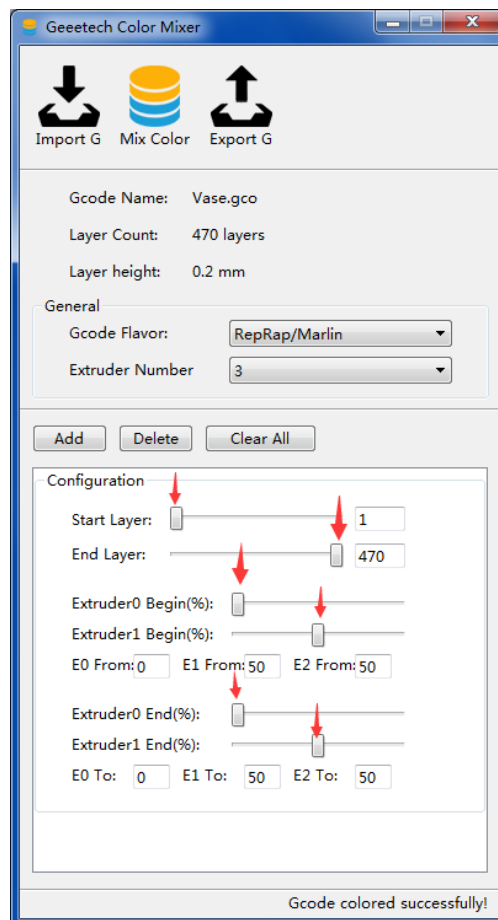 Geeetech Color Mixer
Import G Mix Color Export G
Gcode Name: Vase.gco
Layer Count: 470 layers
Layer height: 0.2 mm
General
Gcode Flavor: RepRap/Marlin
Extruder Number 3
Add Delete Clear All
Configuration
Start Layer: 1
End Layer: 470
Extruder0 Begin(%):
Extruder1 Begin(%):
E0 From: 0 E1 From: 50 E2 From: 50
Extruder0 End(%):
Extruder1 End(%):
E0 To: 0 E1 To: 50 E2 To: 50
Gcode colored successfully!